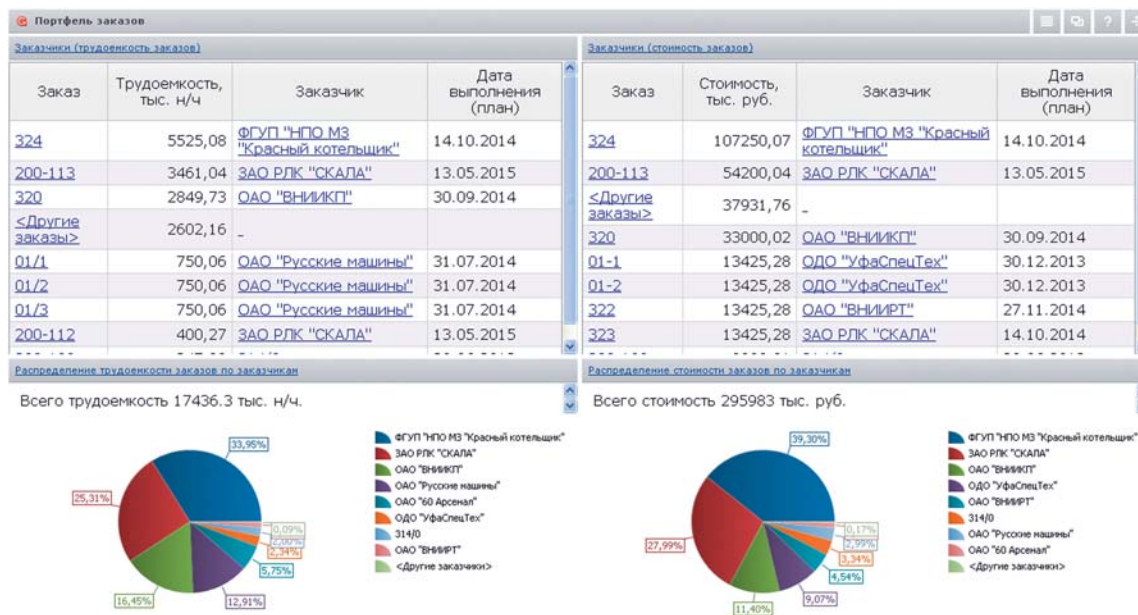 Портфель заказов
?
Заказчики (трудоемкость заказов)
Заказ Трудоемкость, тыс. н/ч Заказчик Дата выполнения (план)
324 5525,08 ФГУП "НПО МЗ "Красный котельщик" 14.10.2014
200-113 3461,04 ЗАО РЛК "СКАЛА" 13.05.2015
320 2849,73 ОАО "ВНИИКП" 30.09.2014
<Другие заказы> 2602,16 _
01/1 750,06 ОАО "Русские машины" 31.07.2014
01/2 750,06 ОАО "Русские машины" 31.07.2014
01/3 750,06 ОАО "Русские машины" 31.07.2014
200-112 400,27 ЗАО РЛК "СКАЛА" 13.05.2015
Заказчики (стоимость заказов)
Заказ Стоимость, тыс. руб. Заказчик Дата выполнения (план)
324 107250,07 ФГУП "НПО МЗ "Красный котельщик" 14.10.2014
200-113 54200,04 ЗАО РЛК "СКАЛА" 13.05.2015
<Другие заказы> 37931,76 _
320 33000,02 ОАО "ВНИИКП" 30.09.2014
01-1 13425,28 ОДО "УфаСпецТех" 30.12.2013
01-2 13425,28 ОДО "УфаСпецТех" 30.12.2013
322 13425,28 ОАО "ВНИИРТ" 27.11.2014
323 13425,28 ЗАО РЛК "СКАЛА" 14.10.2014
Распределение трудоемкости заказов по заказчикам
Всего трудоемкость 17436.3 тыс. н/ч.
33,95%
25,31%
16,45%
12,91%
5,75%
2,34%
2,00%
0,09%
ФГУП "НПО МЗ "Красный котельщик"
ЗАО РЛК "СКАЛА"
ОАО "ВНИИКП"
ОАО "Русские машины"
ОАО "60 Арсенал"
ОДО "УфаСпецТех"
314/0
ОАО "ВНИИРТ"
<Другие заказчики>
Распределение стоимости заказов по заказчикам
Всего стоимость 295983 тыс. руб.
39,30%
27,99%
11,40%
9,07%
4,54%
3,34%
2,99%
0,17%
ФГУП "НПО МЗ "Красный котельщик"
ЗАО РЛК "СКАЛА"
ОАО "ВНИИКП"
ОДО "УфаСпецТех"
ОАО "ВНИИРТ"
314/0
ОАО "Русские машины"
ОАО "60 Арсенал"
<Другие заказчики>